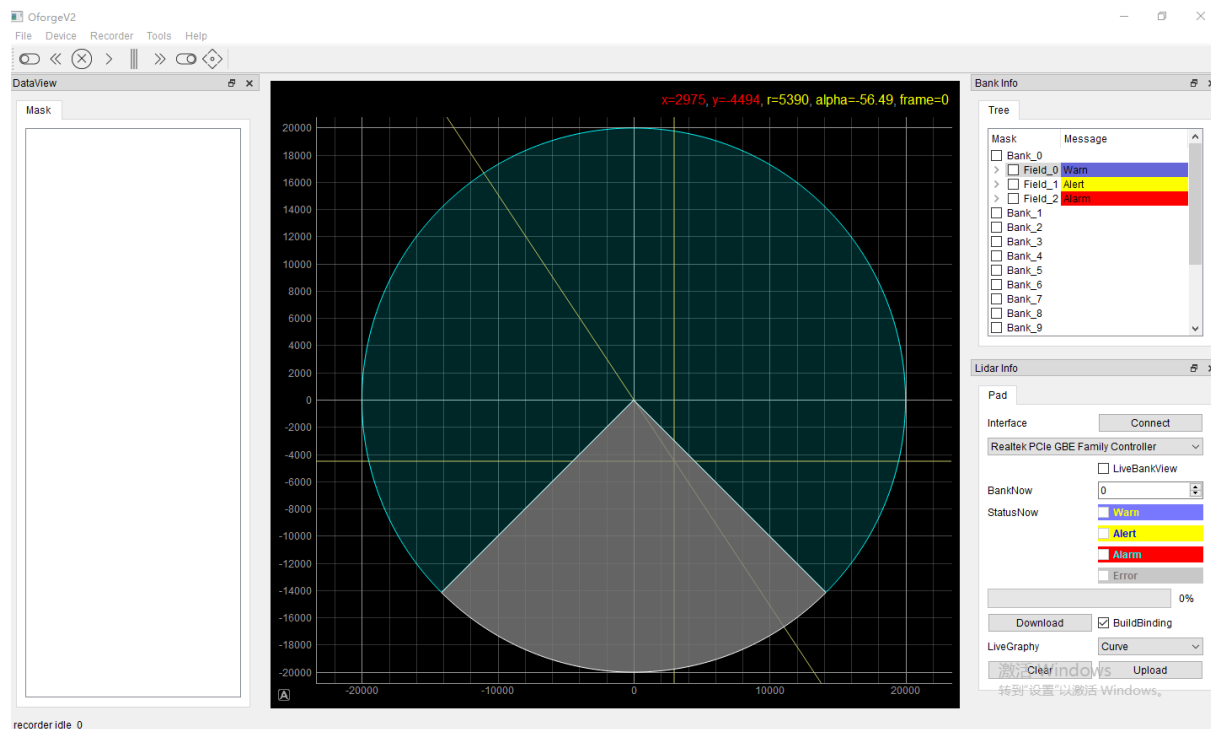 OforgeV2
File Device Recorder Tools Help
DataView
Mask
x=2975, y=-4494, r=5390, alpha=-56.49, frame=0
20000
18000
16000
14000
12000
10000
8000
6000
4000
2000
0
-2000
-4000
-6000
-8000
-10000
-12000
-14000
-16000
-18000
-20000
-20000 -10000 0 10000 20000
A
Bank Info
Tree
Mask Message
Bank_0
Field_0 Warn
Field_1 Alert
Field_2 Alarm
Bank_1
Bank_2
Bank_3
Bank_4
Bank_5
Bank_6
Bank_7
Bank_8
Bank_9
Lidar Info
Pad
Interface Connect
Realtek PCIe GBE Family Controller
LiveBankView
BankNow 0
StatusNow Warn
Alert
Alarm
Error
0%
Download BuildBinding
LiveGraphy Curve
Clear Upload
激活 Windows
转到"设置"以激活 Windows。
recorder idle 0